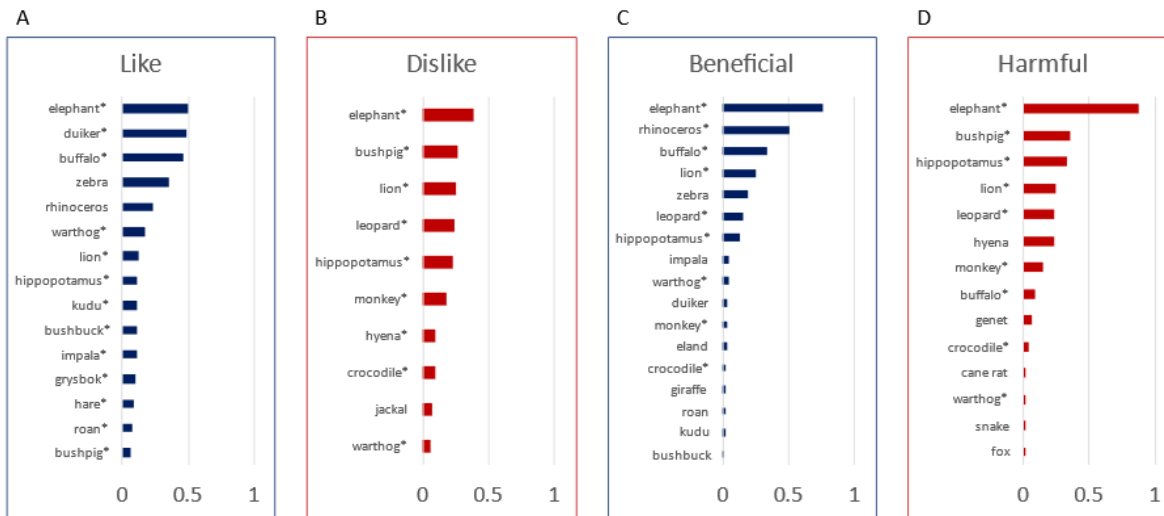 A
Like
elephant*
duiker*
buffalo*
zebra
rhinoceros
warthog*
lion*
hippopotamus*
kudu*
bushbuck*
impala*
grysbok*
hare*
roan*
bushpig*
0 0.5 1
B
Dislike
elephant*
bushpig*
lion*
leopard*
hippopotamus*
monkey*
hyena*
crocodile*
jackal
warthog*
0 0.5 1
C
Beneficial
elephant*
rhinoceros*
buffalo*
lion*
zebra
leopard*
hippopotamus*
impala
warthog*
duiker
monkey*
eland
crocodile*
giraffe
roan
kudu
bushbuck
0 0.5 1
D
Harmful
elephant*
bushpig*
hippopotamus*
lion*
leopard*
hyena
monkey*
buffalo*
genet
crocodile*
cane rat
warthog*
snake
fox
0 0.5 1